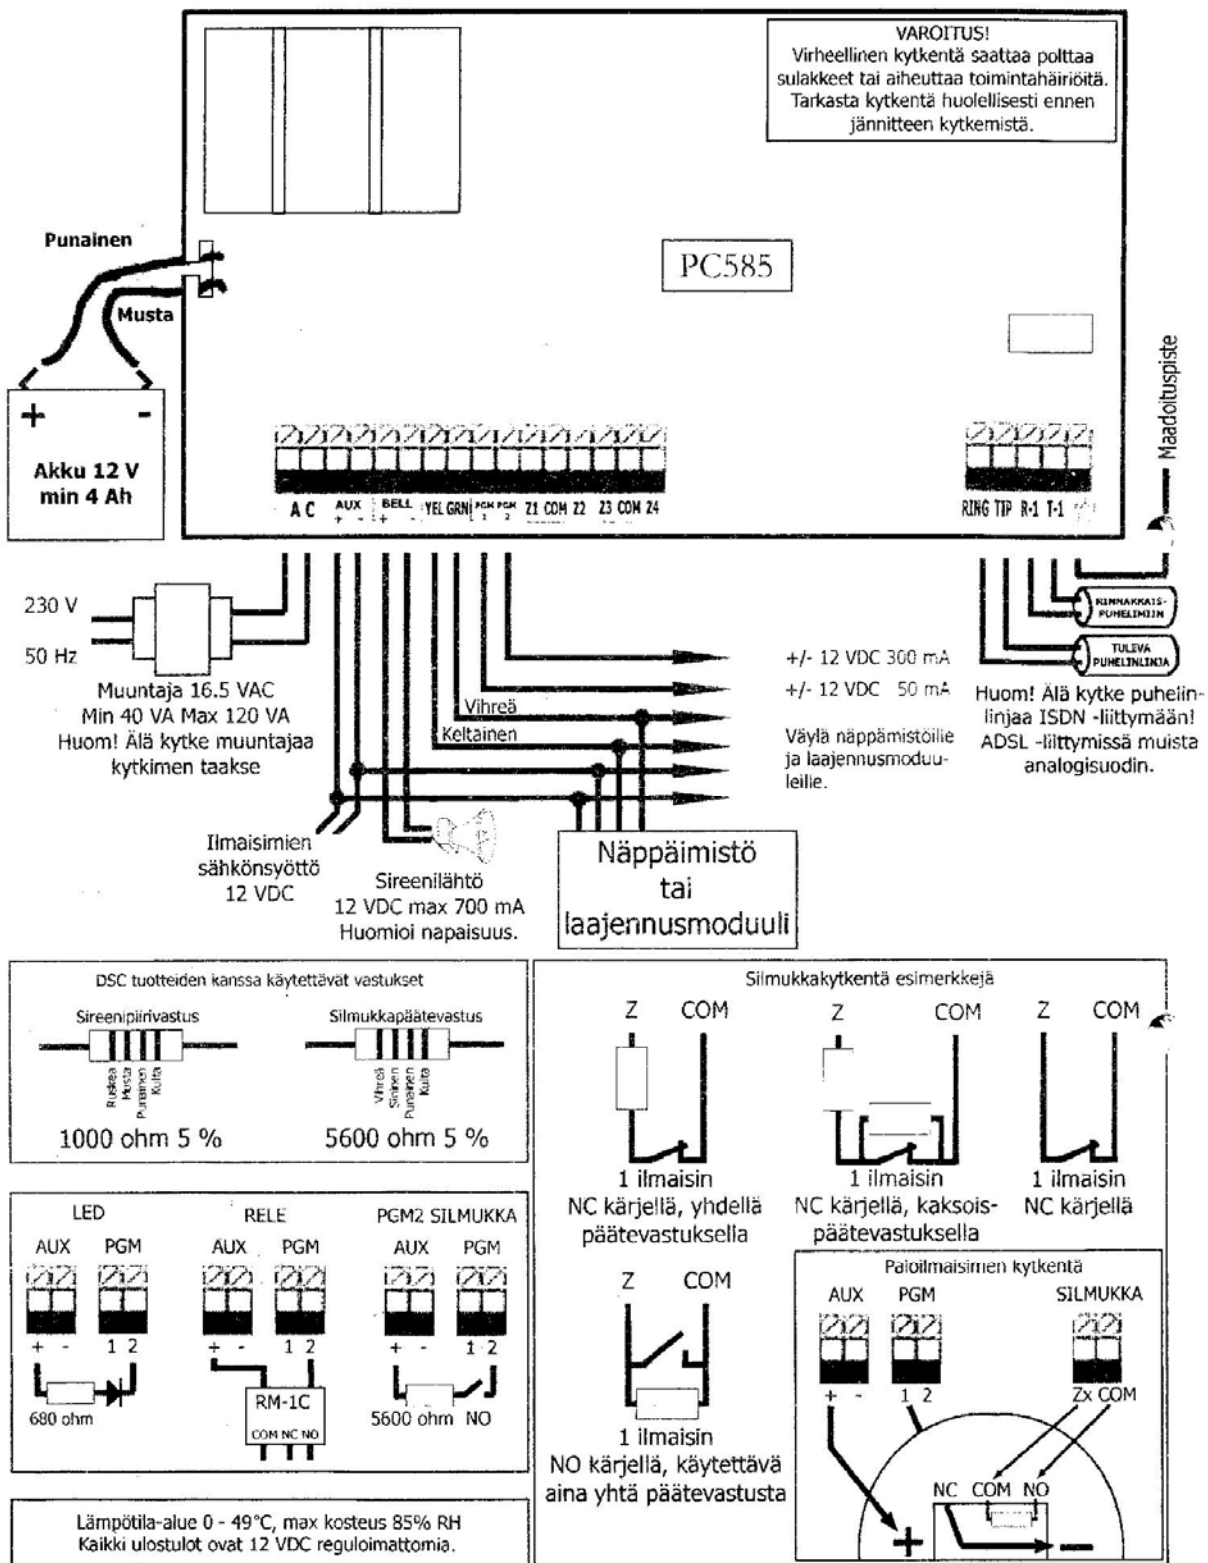 VAROITUS!
Virheellinen kytkentä saattaa polttaa
sulakkeet tai aiheuttaa toimintahäiriöitä.
Tarkasta kytkentä huolellisesti ennen
jännitteen kytkemistä.
Punainen
PC585
Musta
Maadoituspiste
+ -
Akku 12 V
min 4 Ah
A C AUX BELL YEL GRN PGM PGM Z1 COM Z2 Z3 COM Z4
+ - + - 1 2
RING TIP R-1 T-1
230 V
50 Hz
RINNAKKAIS-
PUHELIMIIN
TULEVA
PUHELINLINJA
Muuntaja 16.5 VAC
Min 40 VA Max 120 VA
Huom! Älä kytke muuntajaa
kytkimen taakse
+/- 12 VDC 300 mA
+/- 12 VDC 50 mA
Vihreä
Keltainen
Väylä näppämistöille
ja laajennusmoduu-
leille.
Huom! Älä kytke puhelin-
linjaa ISDN -liittymään!
ADSL -liittymissä muista
analogisuodin.
Ilmaisimien
sähkönsyöttö
12 VDC
Sireenilähtö
12 VDC max 700 mA
Huomioi napaisuus.
Näppäimistö
tai
laajennusmoduuli
DSC tuotteiden kanssa käytettävät vastukset
Sireenipiirivastus
Silmukkapäätevastus
Ruskea
Musta
Punainen
Kulta
Vihreä
Sininen
Punainen
Kulta
1000 ohm 5 %
5600 ohm 5 %
Silmukkakytkentä esimerkkejä
Z COM
Z COM
Z COM
1 ilmaisin
NC kärjellä, yhdellä
päätevastuksella
1 ilmaisin
NC kärjellä, kaksois-
päätevastuksella
1 ilmaisin
NC kärjellä
LED
AUX PGM
+ - 1 2
680 ohm
RELE
AUX PGM
+ - 1 2
RM-1C
COM NC NO
PGM2 SILMUKKA
AUX PGM
+ - 1 2
5600 ohm NO
Z COM
1 ilmaisin
NO kärjellä, käytettävä
aina yhtä päätevastusta
Paloilmaisimen kytkentä
AUX PGM SILMUKKA
+ - 1 2 Zx COM
NC COM NO
+ -
Lämpötila-alue 0 - 49°C, max kosteus 85% RH
Kaikki ulostulot ovat 12 VDC reguloimattomia.